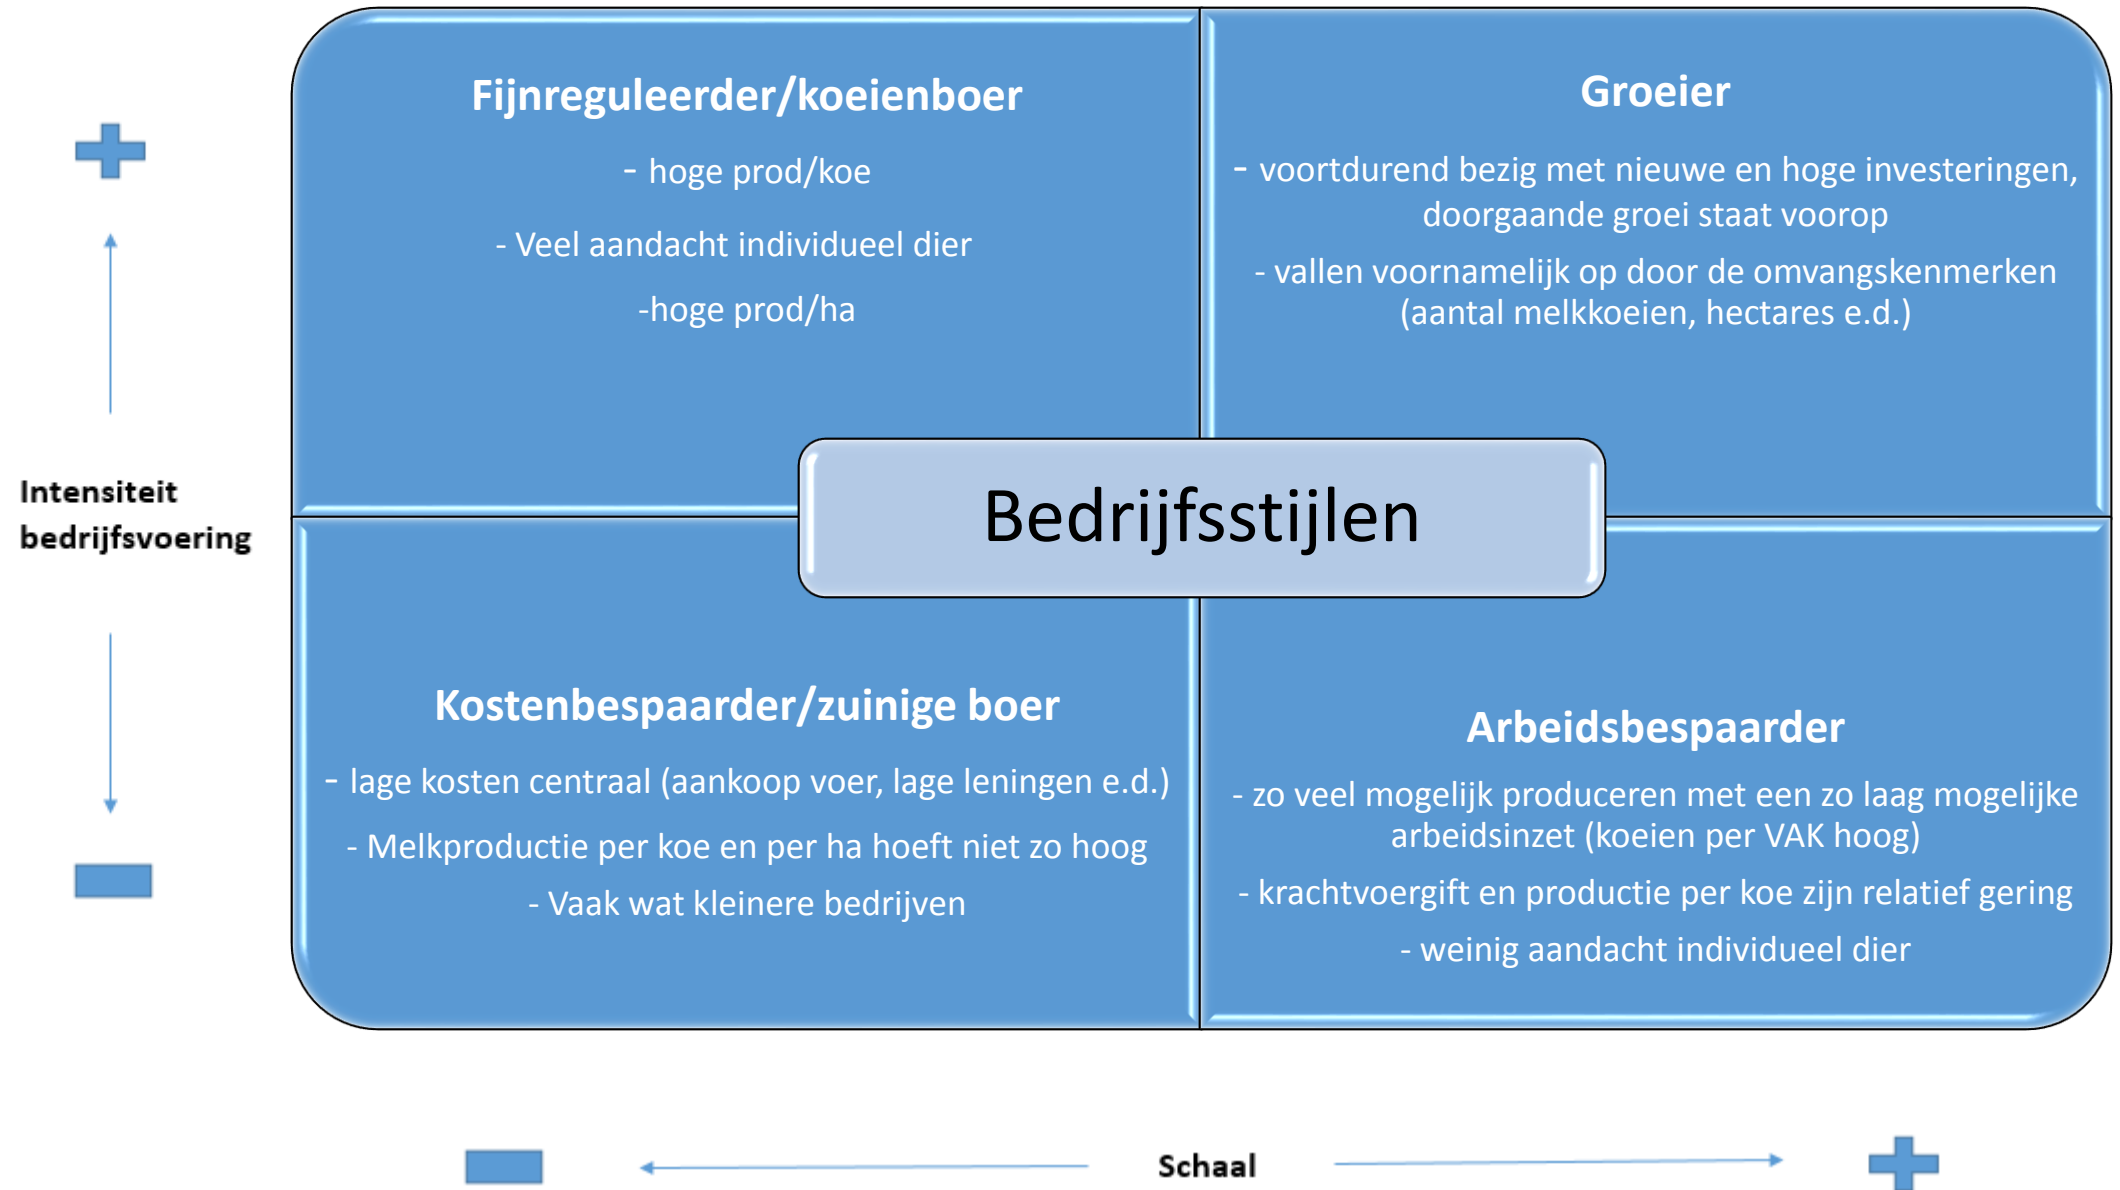 Fijnreguleerder/koeienboer
- hoge prod/koe
- Veel aandacht individueel dier
-hoge prod/ha
Groeier
- voortdurend bezig met nieuwe en hoge investeringen,
doorgaande groei staat voorop
- vallen voornamelijk op door de omvangskenmerken
(aantal melkkoeien, hectares e.d.)
Intensiteit
bedrijfsvoering
Bedrijfsstijlen
Kostenbespaarder/zuinige boer
- lage kosten centraal (aankoop voer, lage leningen e.d.)
- Melkproductie per koe en per ha hoeft niet zo hoog
- Vaak wat kleinere bedrijven
Arbeidsbespaarder
- zo veel mogelijk produceren met een zo laag mogelijke
arbeidsinzet (koeien per VAK hoog)
- krachtvoergift en productie per koe zijn relatief gering
- weinig aandacht individueel dier
Schaal